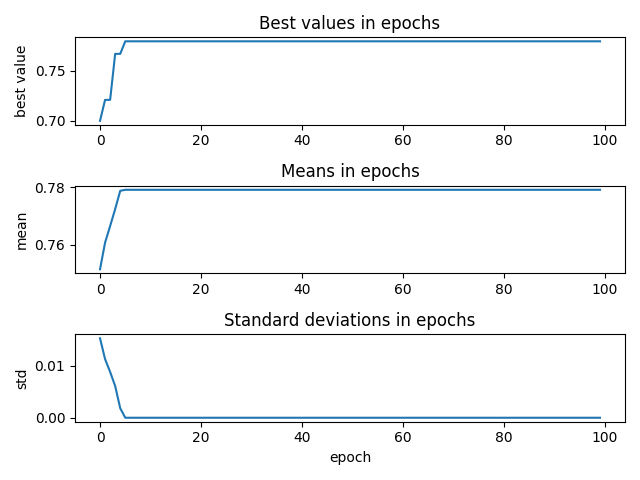 Best values in epochs
best value
0.75
0.70
0 20 40 60 80 100
Means in epochs
mean
0.78
0.76
0 20 40 60 80 100
Standard deviations in epochs
std
0.01
0.00
0 20 40 60 80 100
epoch